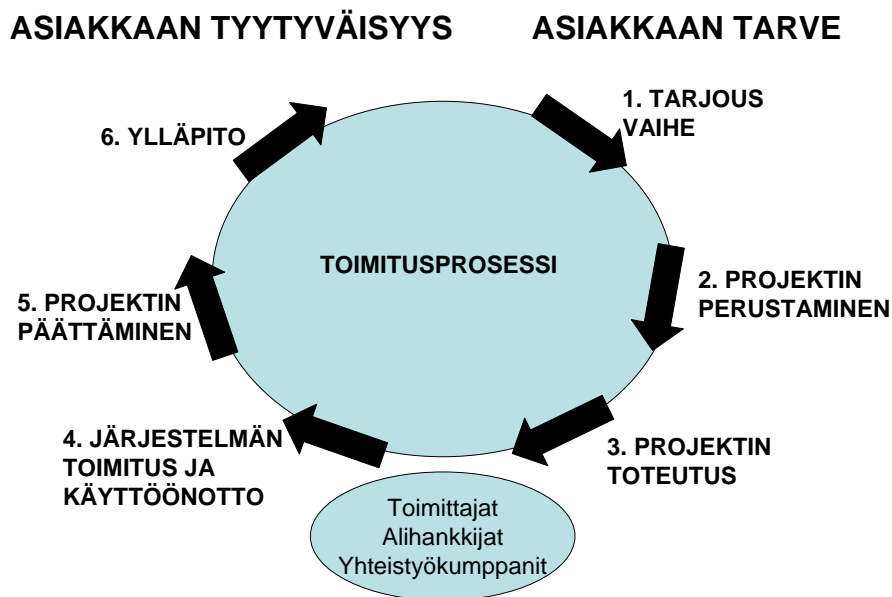 ASIAKKAAN TYYTYVÄISYYS
ASIAKKAAN TARVE
1. TARJOUS
VAIHE
2. PROJEKTIN
PERUSTAMINEN
3. PROJEKTIN
TOTEUTUS
4. JÄRJESTELMÄN
TOIMITUS JA
KÄYTTÖÖNOTTO
5. PROJEKTIN
PÄÄTTÄMINEN
6. YLLÄPITO
TOIMITUSPROSESSI
Toimittajat
Alihankkijat
Yhteistyökumppanit